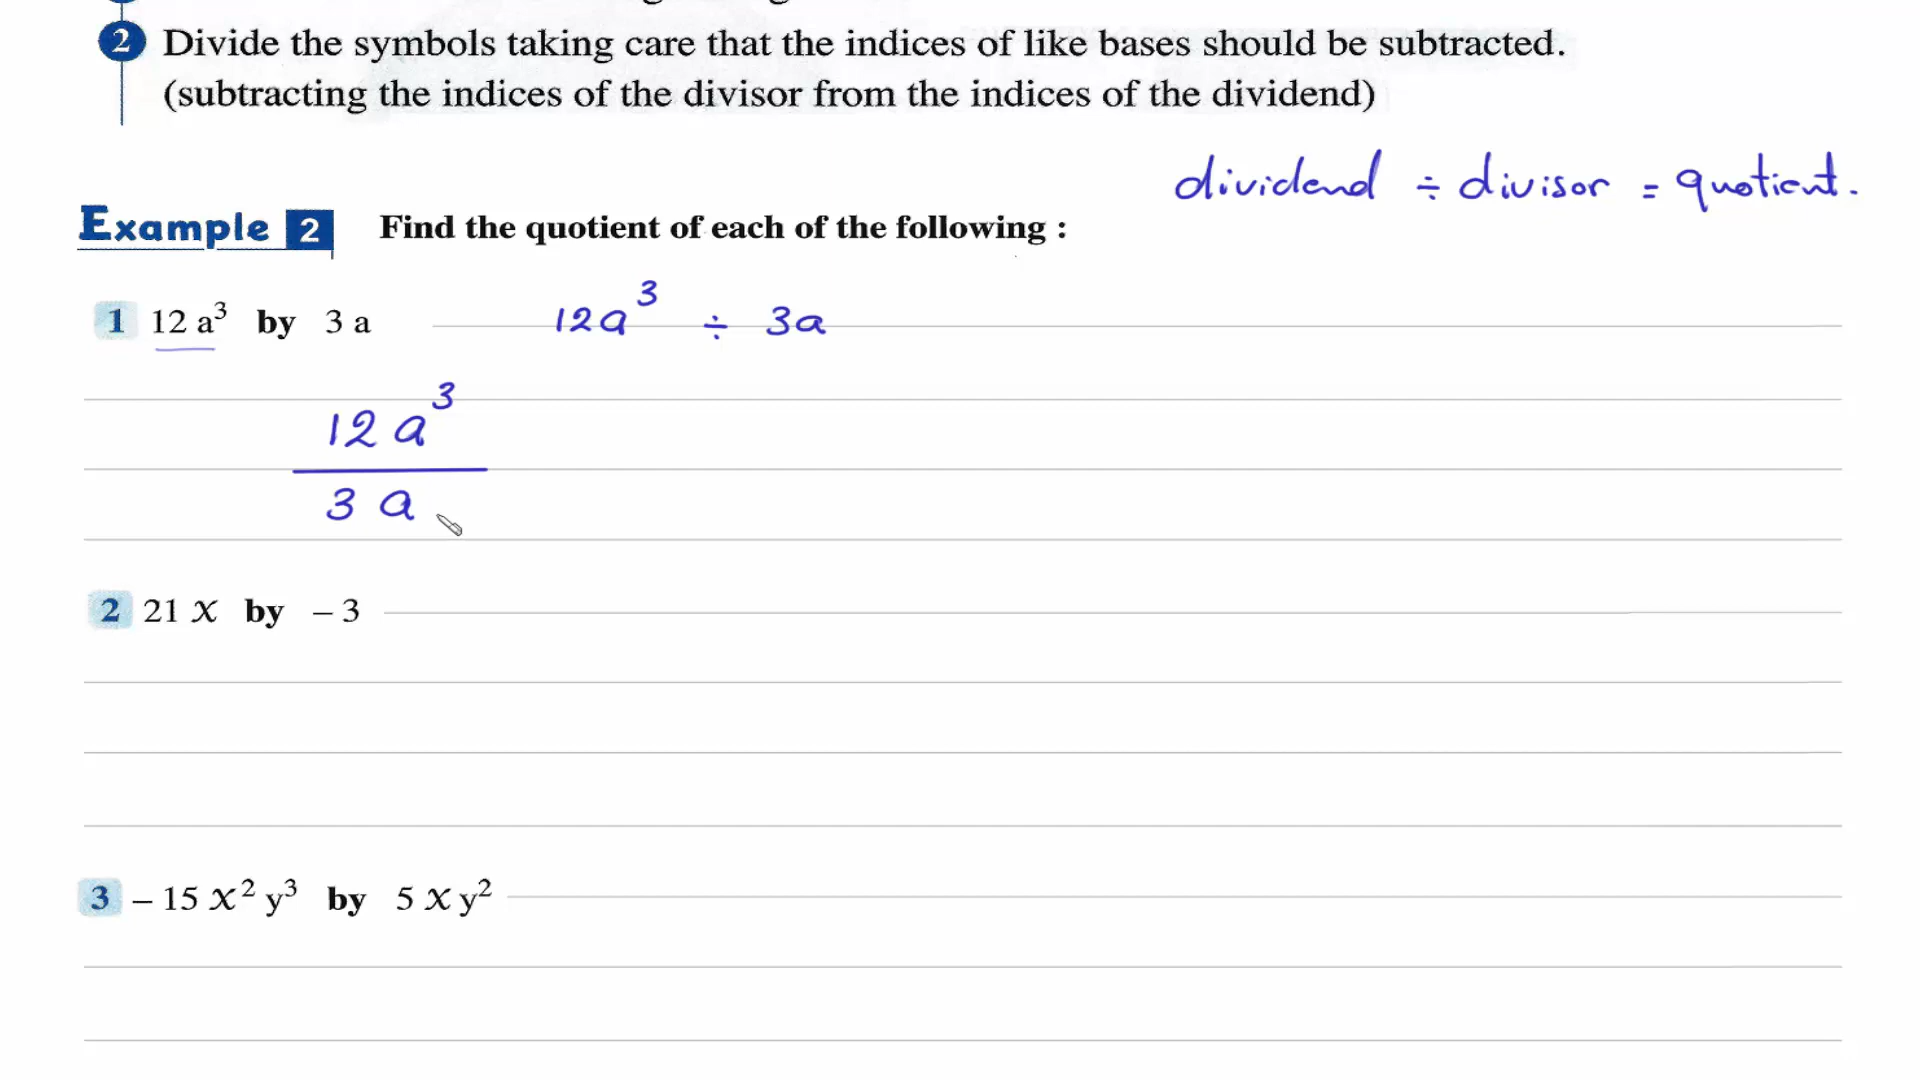 2 Divide the symbols taking care that the indices of like bases should be subtracted.
(subtracting the indices of the divisor from the indices of the dividend)
dividend ÷ divisor = quotient.
Example 2 Find the quotient of each of the following :
1 12 a³ by 3 a 12a³ ÷ 3a
12 a³
3 a
2 21 x by – 3
3 – 15 x² y³ by 5 x y²